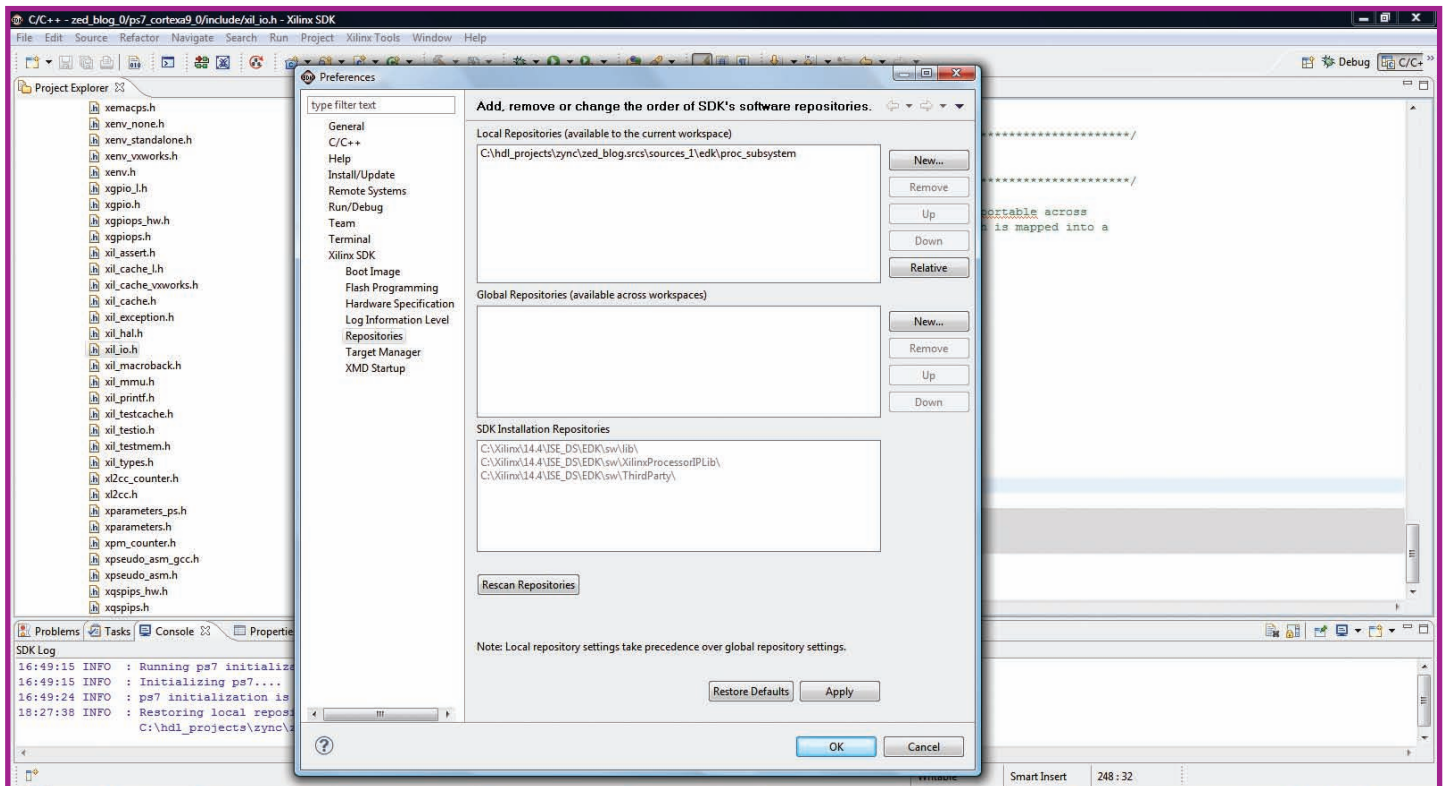 C/C++ - zed_blog_0/ps7_cortexa9_0/include/xil_io.h - Xilinx SDK
File Edit Source Refactor Navigate Search Run Project Xilinx Tools Window Help
Debug C/C+
Project Explorer
xemacps.h
xenv_none.h
xenv_standalone.h
xenv_vxworks.h
xenv.h
xgpio_l.h
xgpio.h
xgpiops_hw.h
xgpiops.h
xil_assert.h
xil_cache_l.h
xil_cache_vxworks.h
xil_cache.h
xil_exception.h
xil_hal.h
xil_io.h
xil_macroback.h
xil_mmu.h
xil_printf.h
xil_testcache.h
xil_testio.h
xil_testmem.h
xil_types.h
xl2cc_counter.h
xl2cc.h
xparameters_ps.h
xparameters.h
xpm_counter.h
xpseudo_asm_gcc.h
xpseudo_asm.h
xqspips_hw.h
xqspips.h
Preferences
type filter text
General
C/C++
Help
Install/Update
Remote Systems
Run/Debug
Team
Terminal
Xilinx SDK
Boot Image
Flash Programming
Hardware Specification
Log Information Level
Repositories
Target Manager
XMD Startup
Add, remove or change the order of SDK's software repositories.
Local Repositories (available to the current workspace)
C:\hdl_projects\zync\zed_blog.srcs\sources_1\edk\proc_subsystem
New...
Remove
Up
Down
Relative
Global Repositories (available across workspaces)
New...
Remove
Up
Down
SDK Installation Repositories
C:\Xilinx\14.4\ISE_DS\EDK\sw\lib\
C:\Xilinx\14.4\ISE_DS\EDK\sw\XilinxProcessorIPLib\
C:\Xilinx\14.4\ISE_DS\EDK\sw\ThirdParty\
Rescan Repositories
Note: Local repository settings take precedence over global repository settings.
Restore Defaults Apply
OK Cancel
*********************/
*********************/
portable across
is mapped into a
Problems Tasks Console Propertie
SDK Log
16:49:15 INFO : Running ps7 initializa
16:49:15 INFO : Initializing ps7....
16:49:24 INFO : ps7 initialization is
18:27:38 INFO : Restoring local reposi
C:\hdl_projects\zync\
Writable Smart Insert 248 : 32